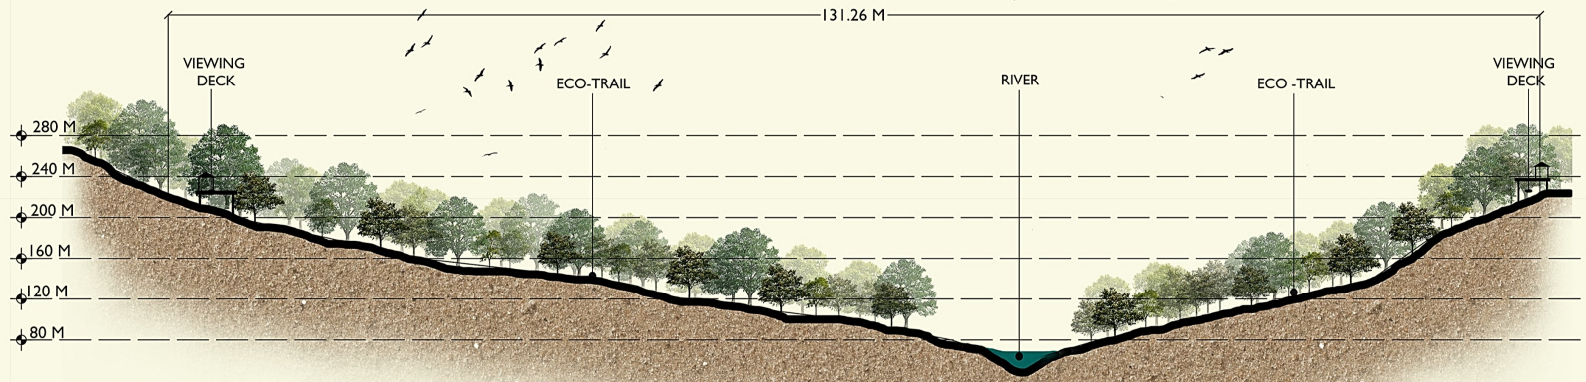 131.26 M
VIEWING
DECK
ECO-TRAIL
RIVER
ECO -TRAIL
VIEWING
DECK
280 M
240 M
200 M
160 M
120 M
80 M